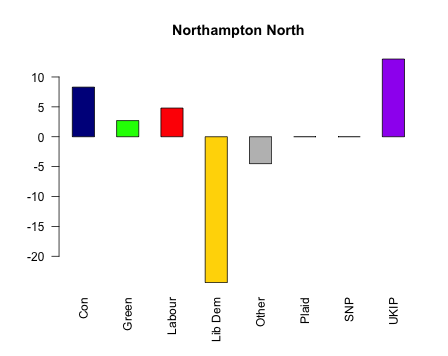 Northampton North
10
5
0
-5
-10
-15
-20
Con
Green
Labour
Lib Dem
Other
Plaid
SNP
UKIP